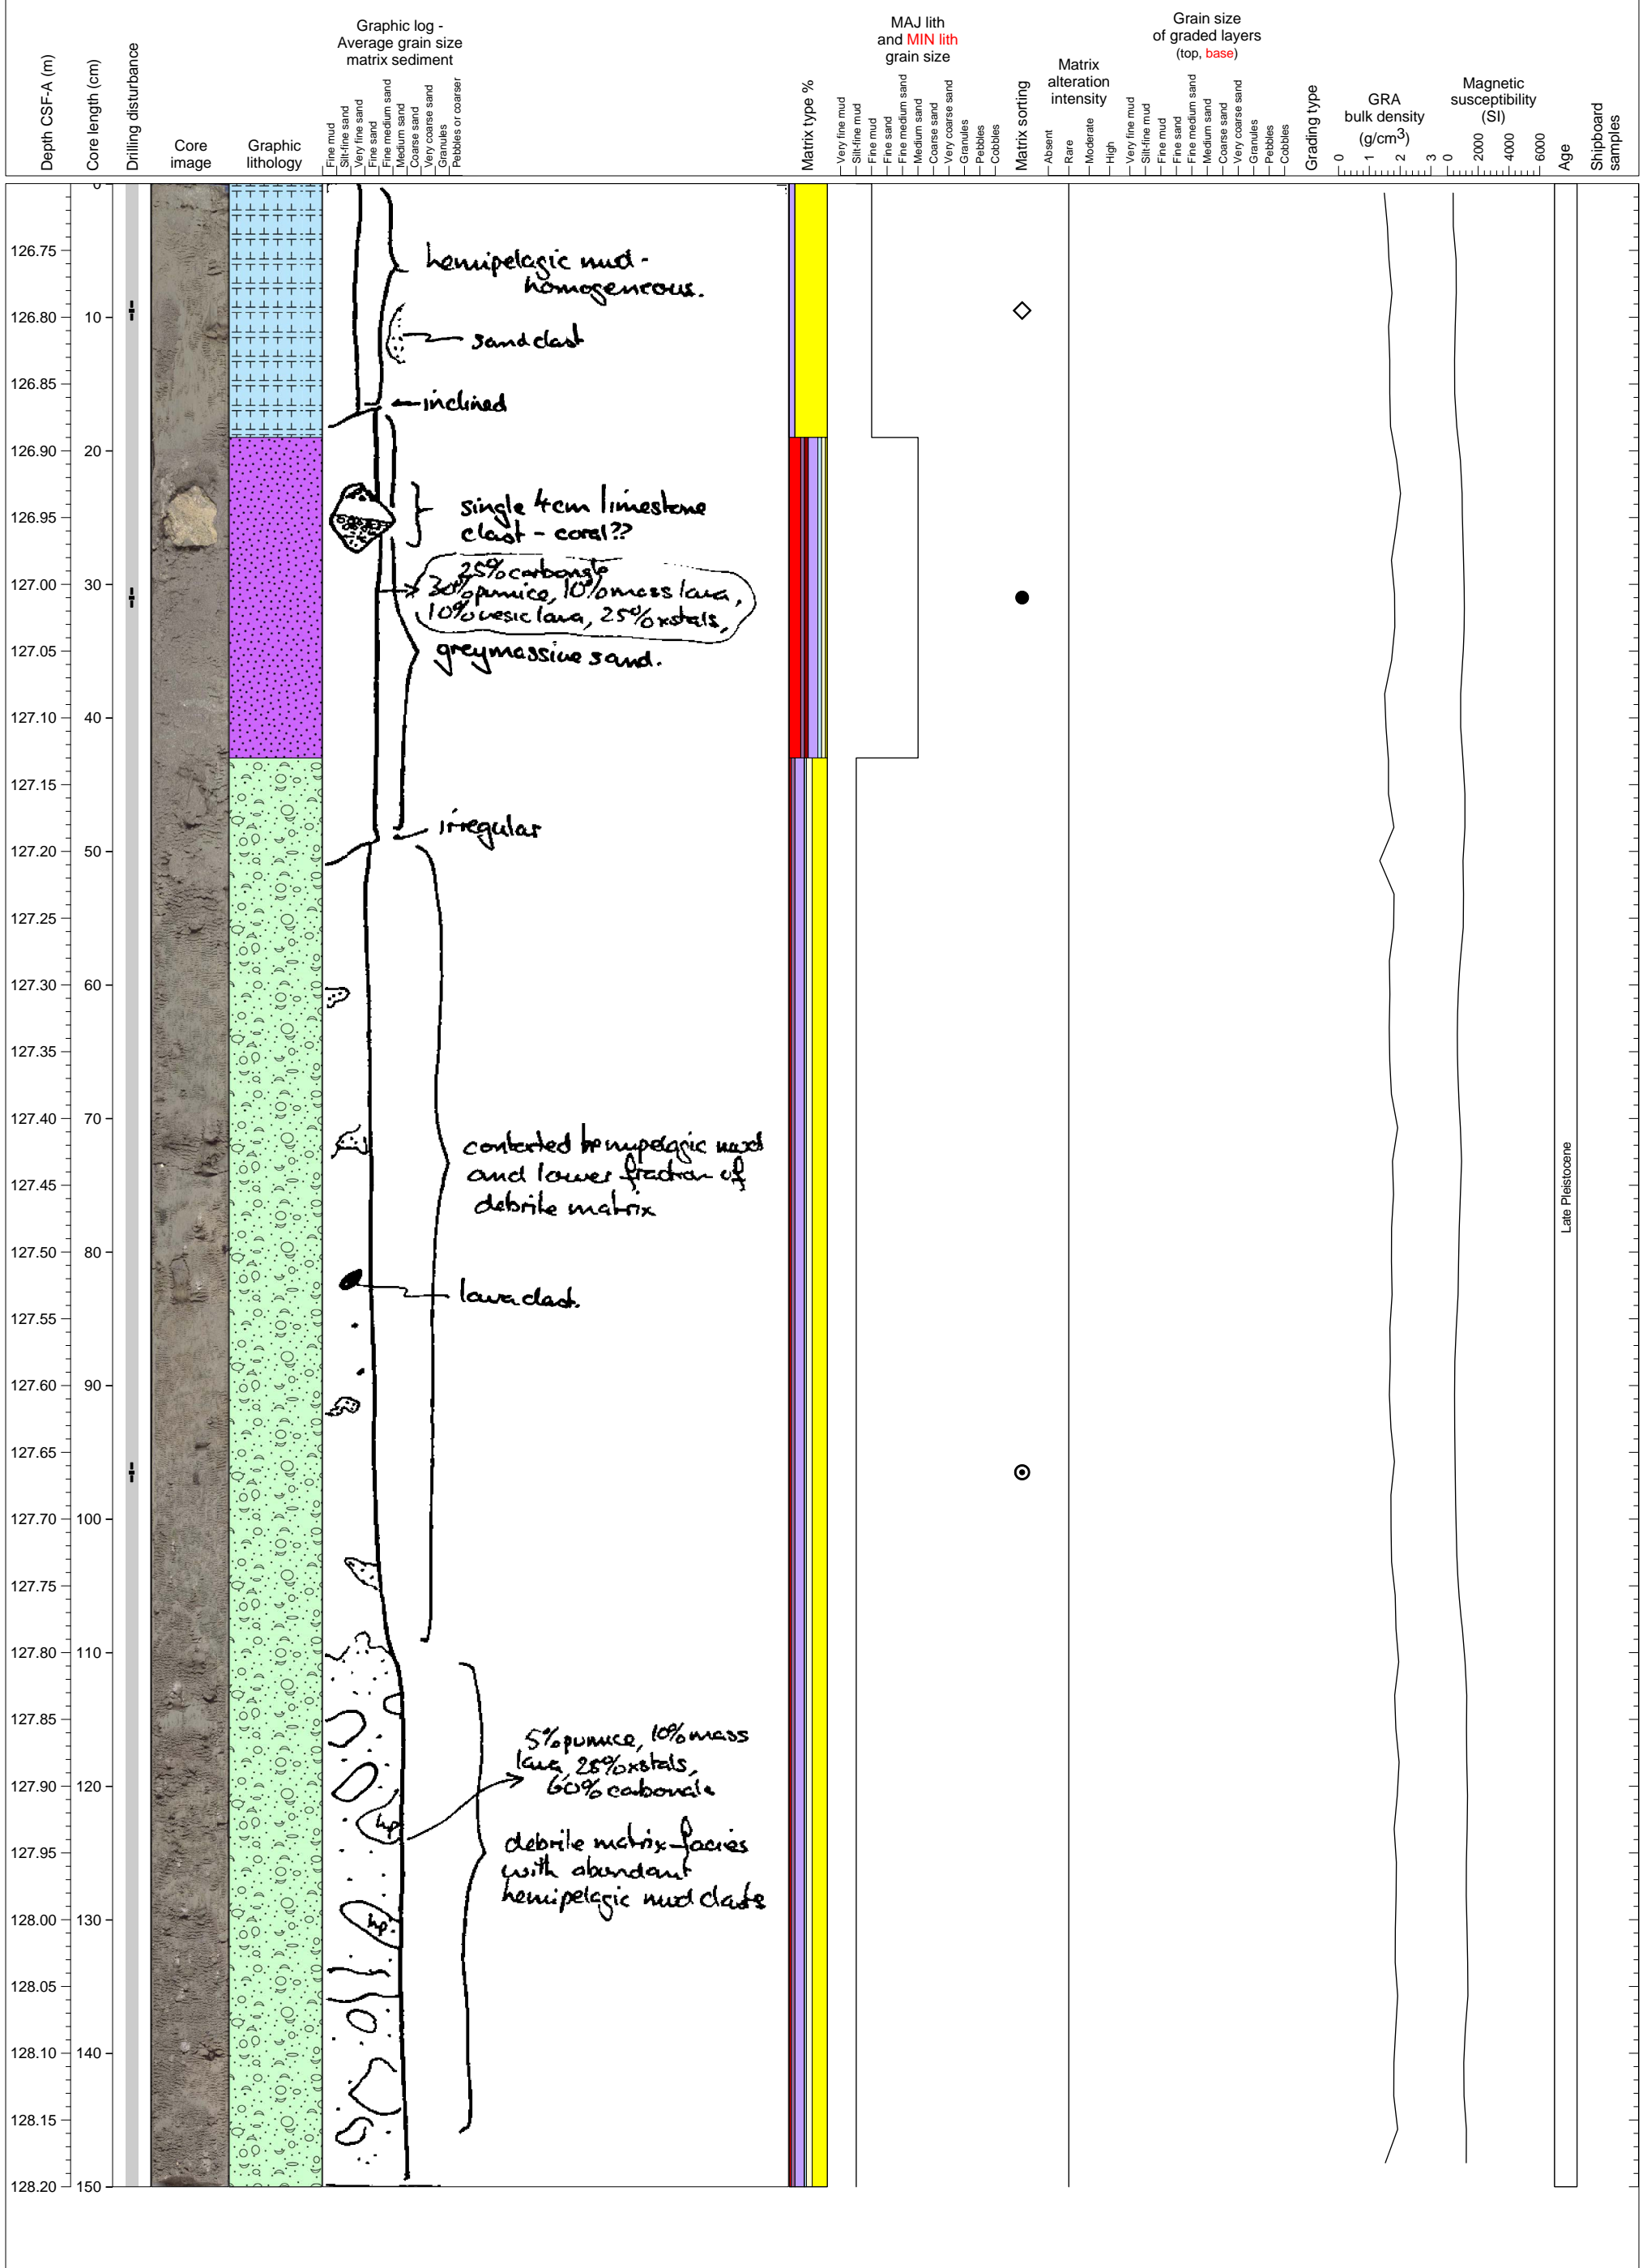 Depth CSF-A (m)
Core length (cm)
Drilling disturbance
Core
image
Graphic
lithology
Graphic log -
Average grain size
matrix sediment
Fine mud
Silt-fine sand
Very fine sand
Fine sand
Fine medium sand
Medium sand
Coarse sand
Very coarse sand
Granules
Pebbles or coarser
Matrix type %
MAJ lith
and MIN lith
grain size
Very fine mud
Silt-fine mud
Fine mud
Fine sand
Fine medium sand
Medium sand
Coarse sand
Very coarse sand
Granules
Pebbles
Cobbles
Matrix sorting
Matrix
alteration
intensity
Absent
Rare
Moderate
High
Grain size
of graded layers
(top, base)
Very fine mud
Silt-fine mud
Fine mud
Fine sand
Fine medium sand
Medium sand
Coarse sand
Very coarse sand
Granules
Pebbles
Cobbles
Grading type
GRA
bulk density
(g/cm3)
0 1 2 3
Magnetic
susceptibility
(SI)
0 2000 4000 6000
Age
Shipboard
samples
0
126.75
126.80 10
126.85
126.90 20
126.95
127.00 30
127.05
127.10 40
127.15
127.20 50
127.25
127.30 60
127.35
127.40 70
127.45
127.50 80
127.55
127.60 90
127.65
127.70 100
127.75
127.80 110
127.85
127.90 120
127.95
128.00 130
128.05
128.10 140
128.15
128.20 150
hemipelagic mud -
homogeneous.
sand clast
inclined
single 4cm limestone
clast - coral??
25% carbonate
30% pumice, 10% mass lava,
10% vesic lava, 25% xstals,
grey massive sand.
irregular
contorted hemipelagic mud
and lower fraction of
debrite matrix
lava clast.
5% pumice, 10% mass
lava, 25% xstals,
60% carbonate
hp
debrite matrix facies
with abundant
hemipelagic mud clasts
hp
Late Pleistocene